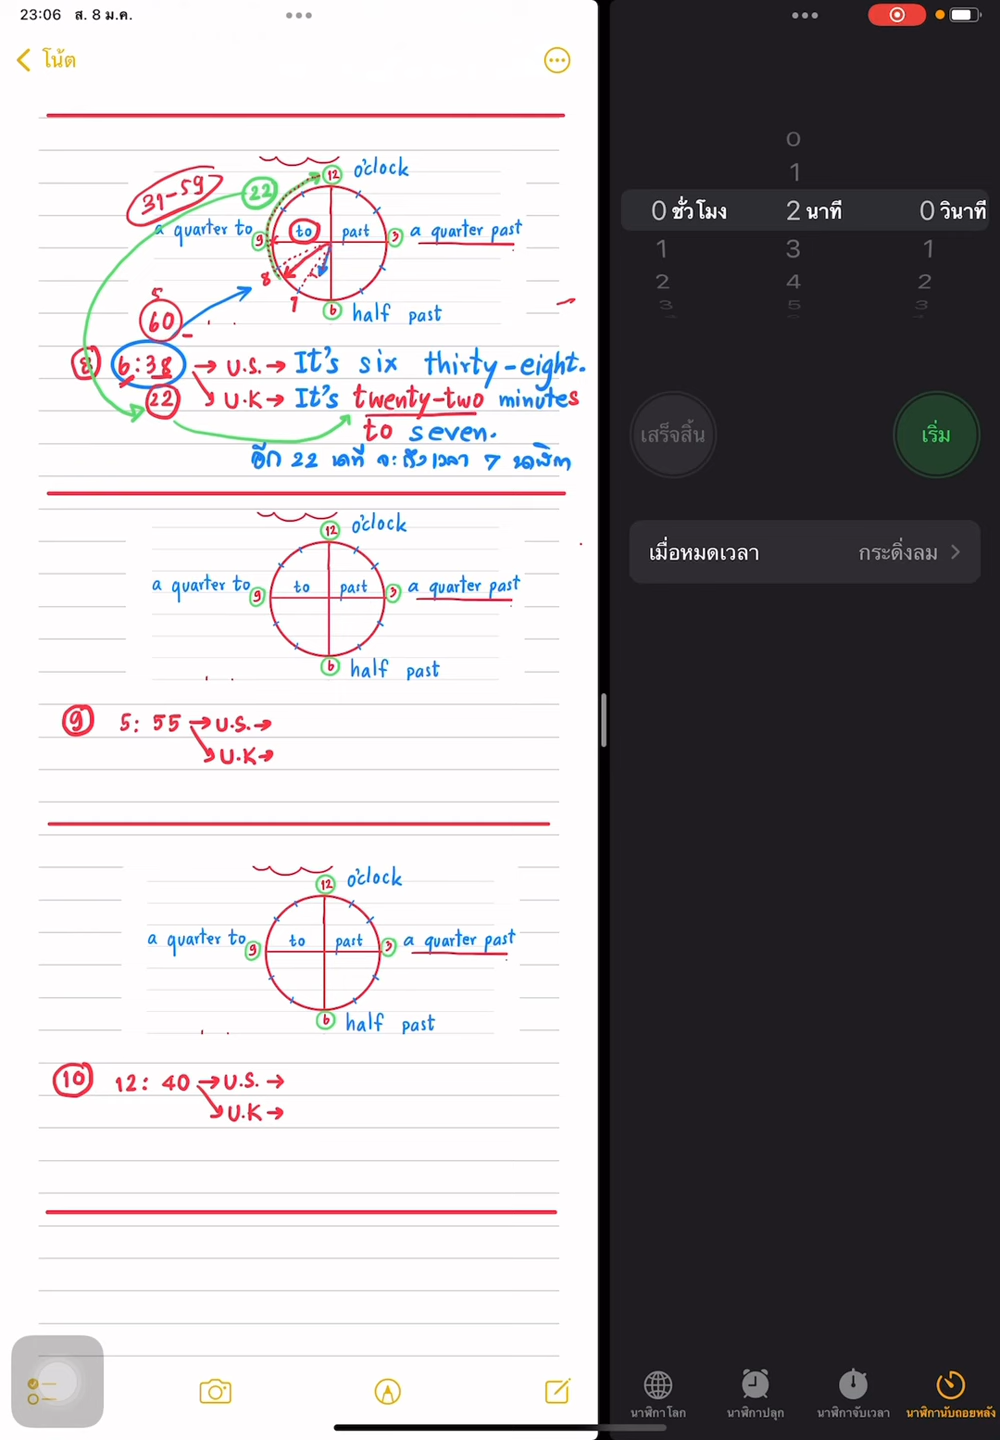 23:06 ส. 8 ม.ค.
โน้ต
12 o'clock
31-59
22
a quarter to
9
to
past
3
a quarter past
8
7
6
half past
5
60
8 6:38 → U.S. → It's six thirty-eight.
22 U.K → It's twenty-two minutes
to seven.
อีก 22 นาที จะถึงเวลา 7 นาฬิกา
12 o'clock
a quarter to 9 to past 3 a quarter past
6 half past
9 5: 55 → U.S. →
U.K →
12 o'clock
a quarter to 9 to past 3 a quarter past
6 half past
10 12: 40 → U.S. →
U.K →
0
1
0 ชั่วโมง 2 นาที 0 วินาที
1 3 1
2 4 2
3 5 3
เสร็จสิ้น
เริ่ม
เมื่อหมดเวลา กระดิ่งลม
นาฬิกาโลก นาฬิกาปลุก นาฬิกาจับเวลา นาฬิกานับถอยหลัง